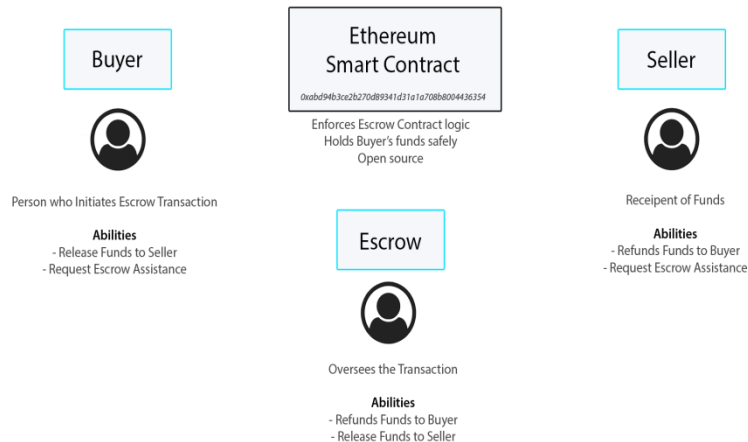 Buyer
Person who Initiates Escrow Transaction
Abilities
- Release Funds to Seller
- Request Escrow Assistance
Ethereum
Smart Contract
0xabd94b3ce2b270d89341d31a1a708b8004436354
Enforces Escrow Contract logic
Holds Buyer's funds safely
Open source
Escrow
Oversees the Transaction
Abilities
- Refunds Funds to Buyer
- Release Funds to Seller
Seller
Receipent of Funds
Abilities
- Refunds Funds to Buyer
- Request Escrow Assistance